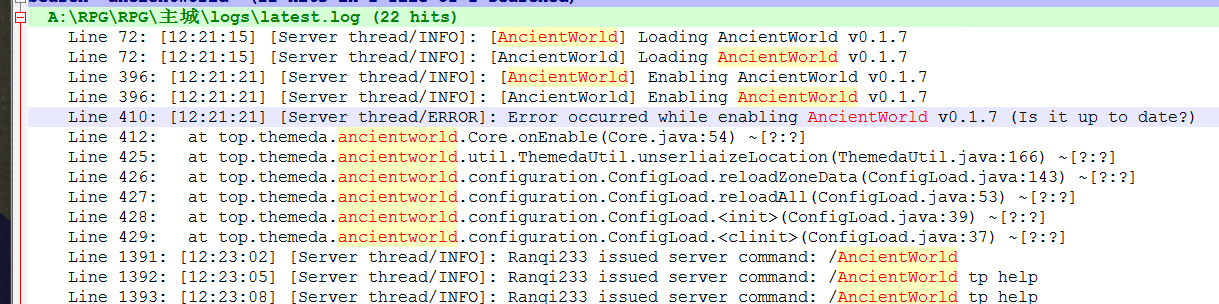 A:\RPG\RPG\主城\logs\latest.log (22 hits)
Line 72: [12:21:15] [Server thread/INFO]: [AncientWorld] Loading AncientWorld v0.1.7
Line 72: [12:21:15] [Server thread/INFO]: [AncientWorld] Loading AncientWorld v0.1.7
Line 396: [12:21:21] [Server thread/INFO]: [AncientWorld] Enabling AncientWorld v0.1.7
Line 396: [12:21:21] [Server thread/INFO]: [AncientWorld] Enabling AncientWorld v0.1.7
Line 410: [12:21:21] [Server thread/ERROR]: Error occurred while enabling AncientWorld v0.1.7 (Is it up to date?)
Line 412: at top.themeda.ancientworld.Core.onEnable(Core.java:54) ~[?:?]
Line 425: at top.themeda.ancientworld.util.ThemedaUtil.unserliaizeLocation(ThemedaUtil.java:166) ~[?:?]
Line 426: at top.themeda.ancientworld.configuration.ConfigLoad.reloadZoneData(ConfigLoad.java:143) ~[?:?]
Line 427: at top.themeda.ancientworld.configuration.ConfigLoad.reloadAll(ConfigLoad.java:53) ~[?:?]
Line 428: at top.themeda.ancientworld.configuration.ConfigLoad.<init>(ConfigLoad.java:39) ~[?:?]
Line 429: at top.themeda.ancientworld.configuration.ConfigLoad.<clinit>(ConfigLoad.java:37) ~[?:?]
Line 1391: [12:23:02] [Server thread/INFO]: Ranqi233 issued server command: /AncientWorld
Line 1392: [12:23:05] [Server thread/INFO]: Ranqi233 issued server command: /AncientWorld tp help
Line 1393: [12:23:08] [Server thread/INFO]: Ranqi233 issued server command: /AncientWorld tp help